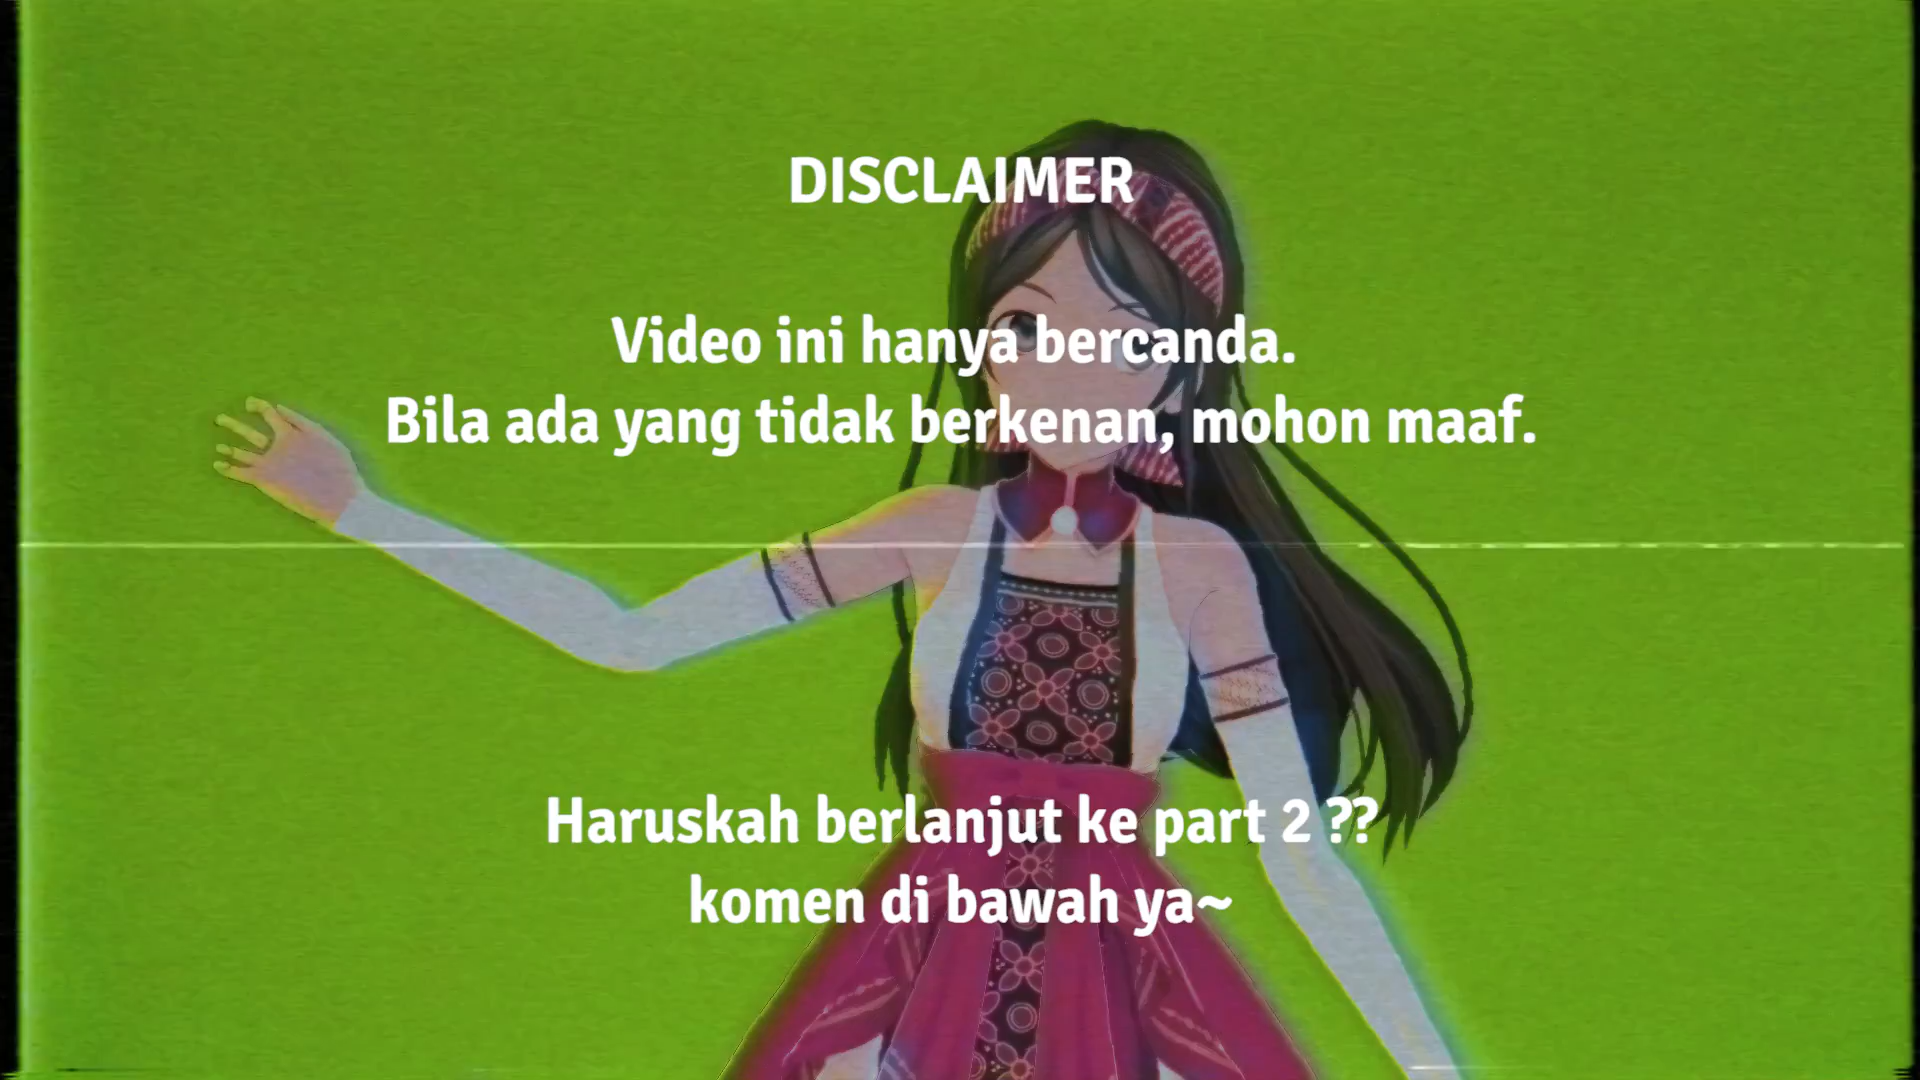 DISCLAIMER
Video ini hanya bercanda.
Bila ada yang tidak berkenan, mohon maaf.
Haruskah berlanjut ke part 2 ??
komen di bawah ya~